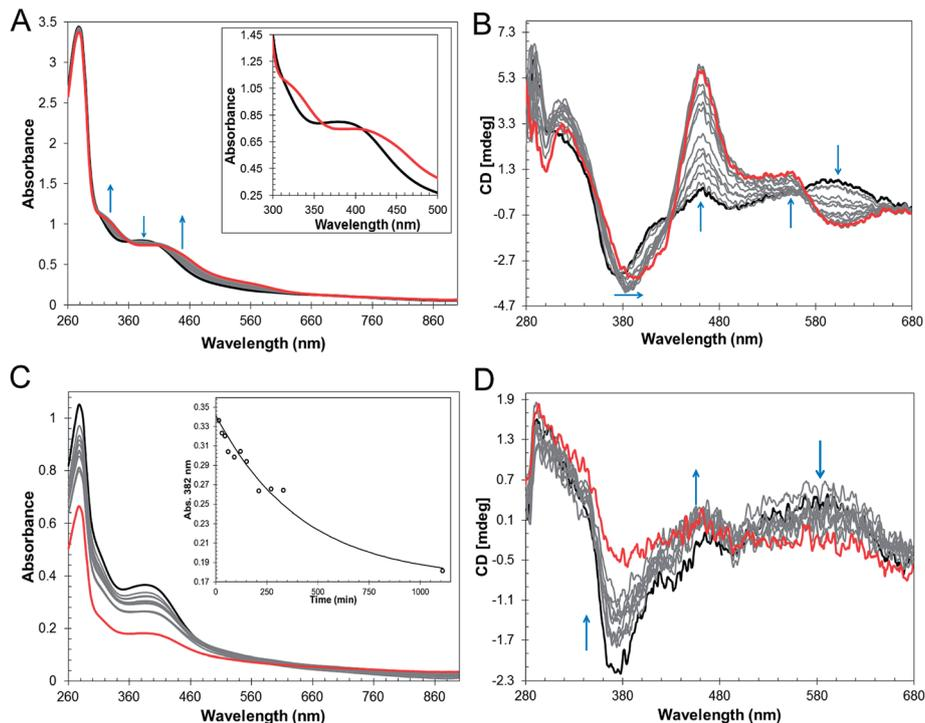 A
3.5
3
2.5
2
1.5
1
0.5
0
Absorbance
260 360 460 560 660 760 860
Wavelength (nm)
1.45
1.25
1.05
0.85
0.65
0.45
0.25
Absorbance
300 350 400 450 500
Wavelength (nm)
B
7.3
5.3
3.3
1.3
-0.7
-2.7
-4.7
CD [mdeg]
280 380 480 580 680
Wavelength (nm)
C
1
0.8
0.6
0.4
0.2
0
Absorbance
260 360 460 560 660 760 860
Wavelength (nm)
0.35
0.33
0.31
0.29
0.27
0.25
0.23
0.21
0.19
0.17
Abs. 382 nm
0 250 500 750 1000
Time (min)
D
1.9
1.3
0.7
0.1
-0.5
-1.1
-1.7
-2.3
CD [mdeg]
280 380 480 580 680
Wavelength (nm)